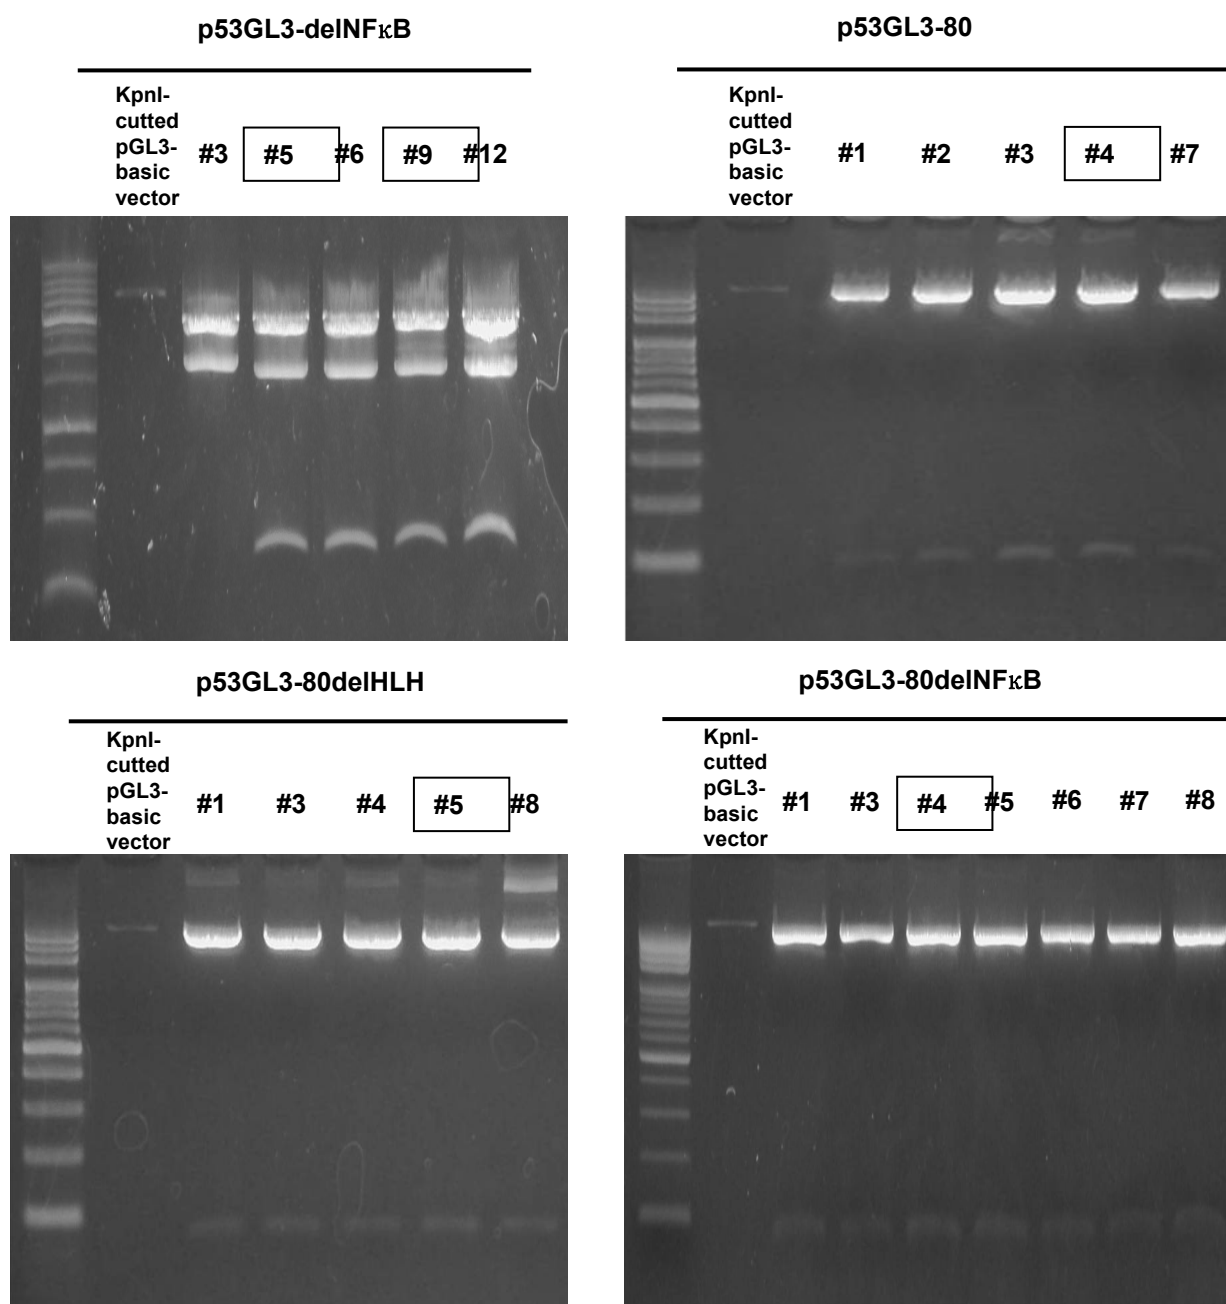 p53GL3-delNFκB
KpnI-
cutted
pGL3-
basic
vector
#3 #5 #6 #9 #12
p53GL3-80
KpnI-
cutted
pGL3-
basic
vector
#1 #2 #3 #4 #7
p53GL3-80delHLH
KpnI-
cutted
pGL3-
basic
vector
#1 #3 #4 #5 #8
p53GL3-80delNFκB
KpnI-
cutted
pGL3-
basic
vector
#1 #3 #4 #5 #6 #7 #8